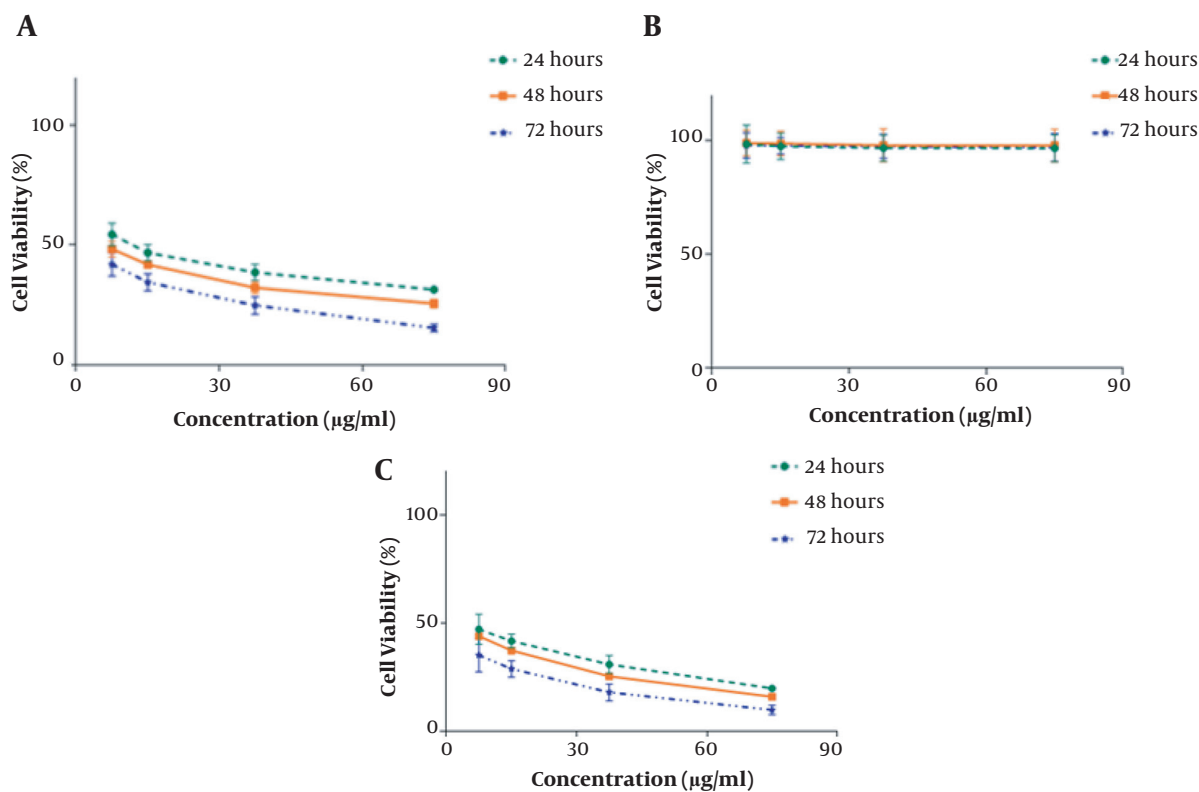 A
24 hours
48 hours
72 hours
100
50
0
Cell Viability (%)
0 30 60 90
Concentration (μg/ml)
B
24 hours
48 hours
72 hours
100
50
0
Cell Viability (%)
0 30 60 90
Concentration (μg/ml)
C
24 hours
48 hours
72 hours
100
50
0
Cell Viability (%)
0 30 60 90
Concentration (μg/ml)